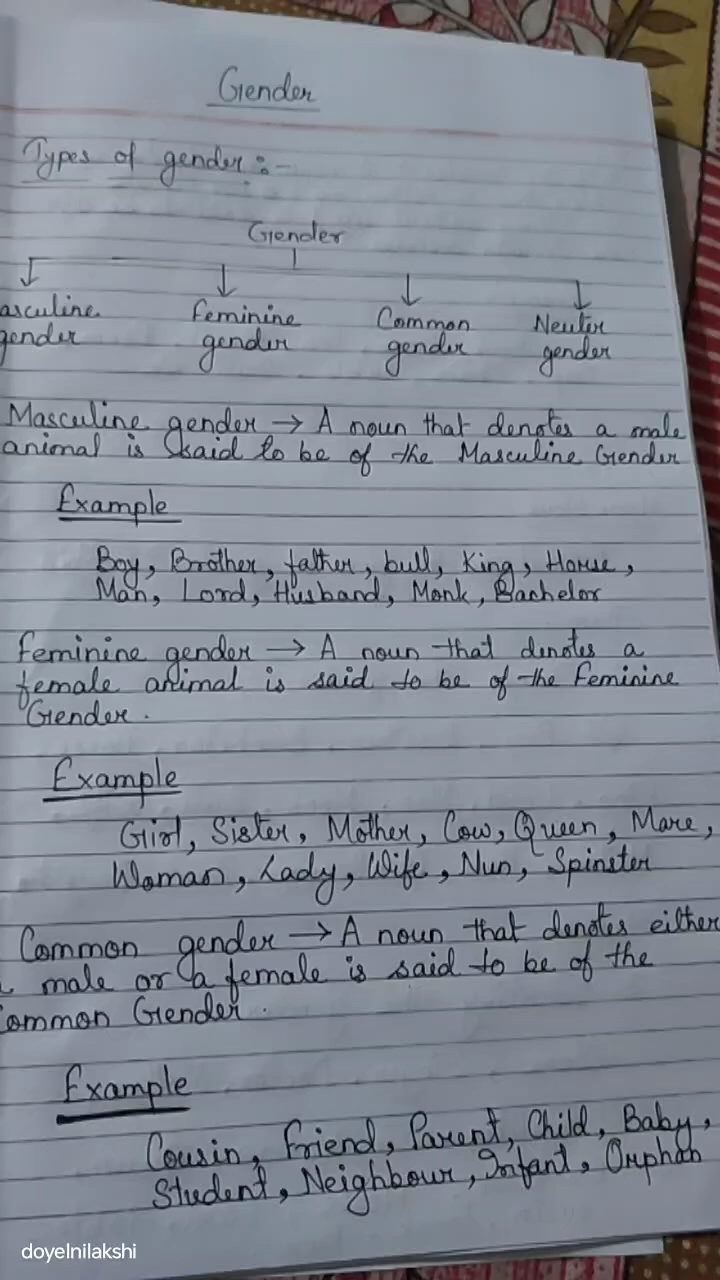 Gender
Types of gender :-
Gender
asculine gender
Feminine gender
Common gender
Neuter gender
Masculine gender → A noun that denotes a male
animal is said to be of the Masculine Gender
Example
Boy, Brother, father, bull, King, Horse,
Man, Lord, Husband, Monk, Bachelor
Feminine gender → A noun that denotes a
female animal is said to be of the Feminine
Gender.
Example
Girl, Sister, Mother, Cow, Queen, Mare,
Woman, Lady, Wife, Nun, Spinster
Common gender → A noun that denotes either
male or a female is said to be of the
ommon Gender.
Example
Cousin, Friend, Parent, Child, Baby,
Student, Neighbour, Infant, Orphan
doyelnilakshi